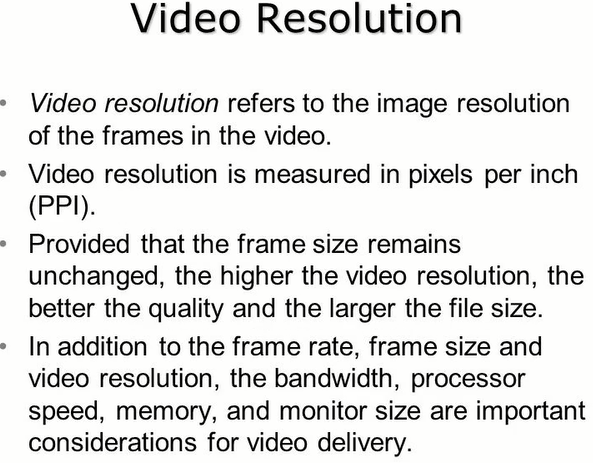 Video Resolution
• Video resolution refers to the image resolution
of the frames in the video.
• Video resolution is measured in pixels per inch
(PPI).
• Provided that the frame size remains
unchanged, the higher the video resolution, the
better the quality and the larger the file size.
• In addition to the frame rate, frame size and
video resolution, the bandwidth, processor
speed, memory, and monitor size are important
considerations for video delivery.